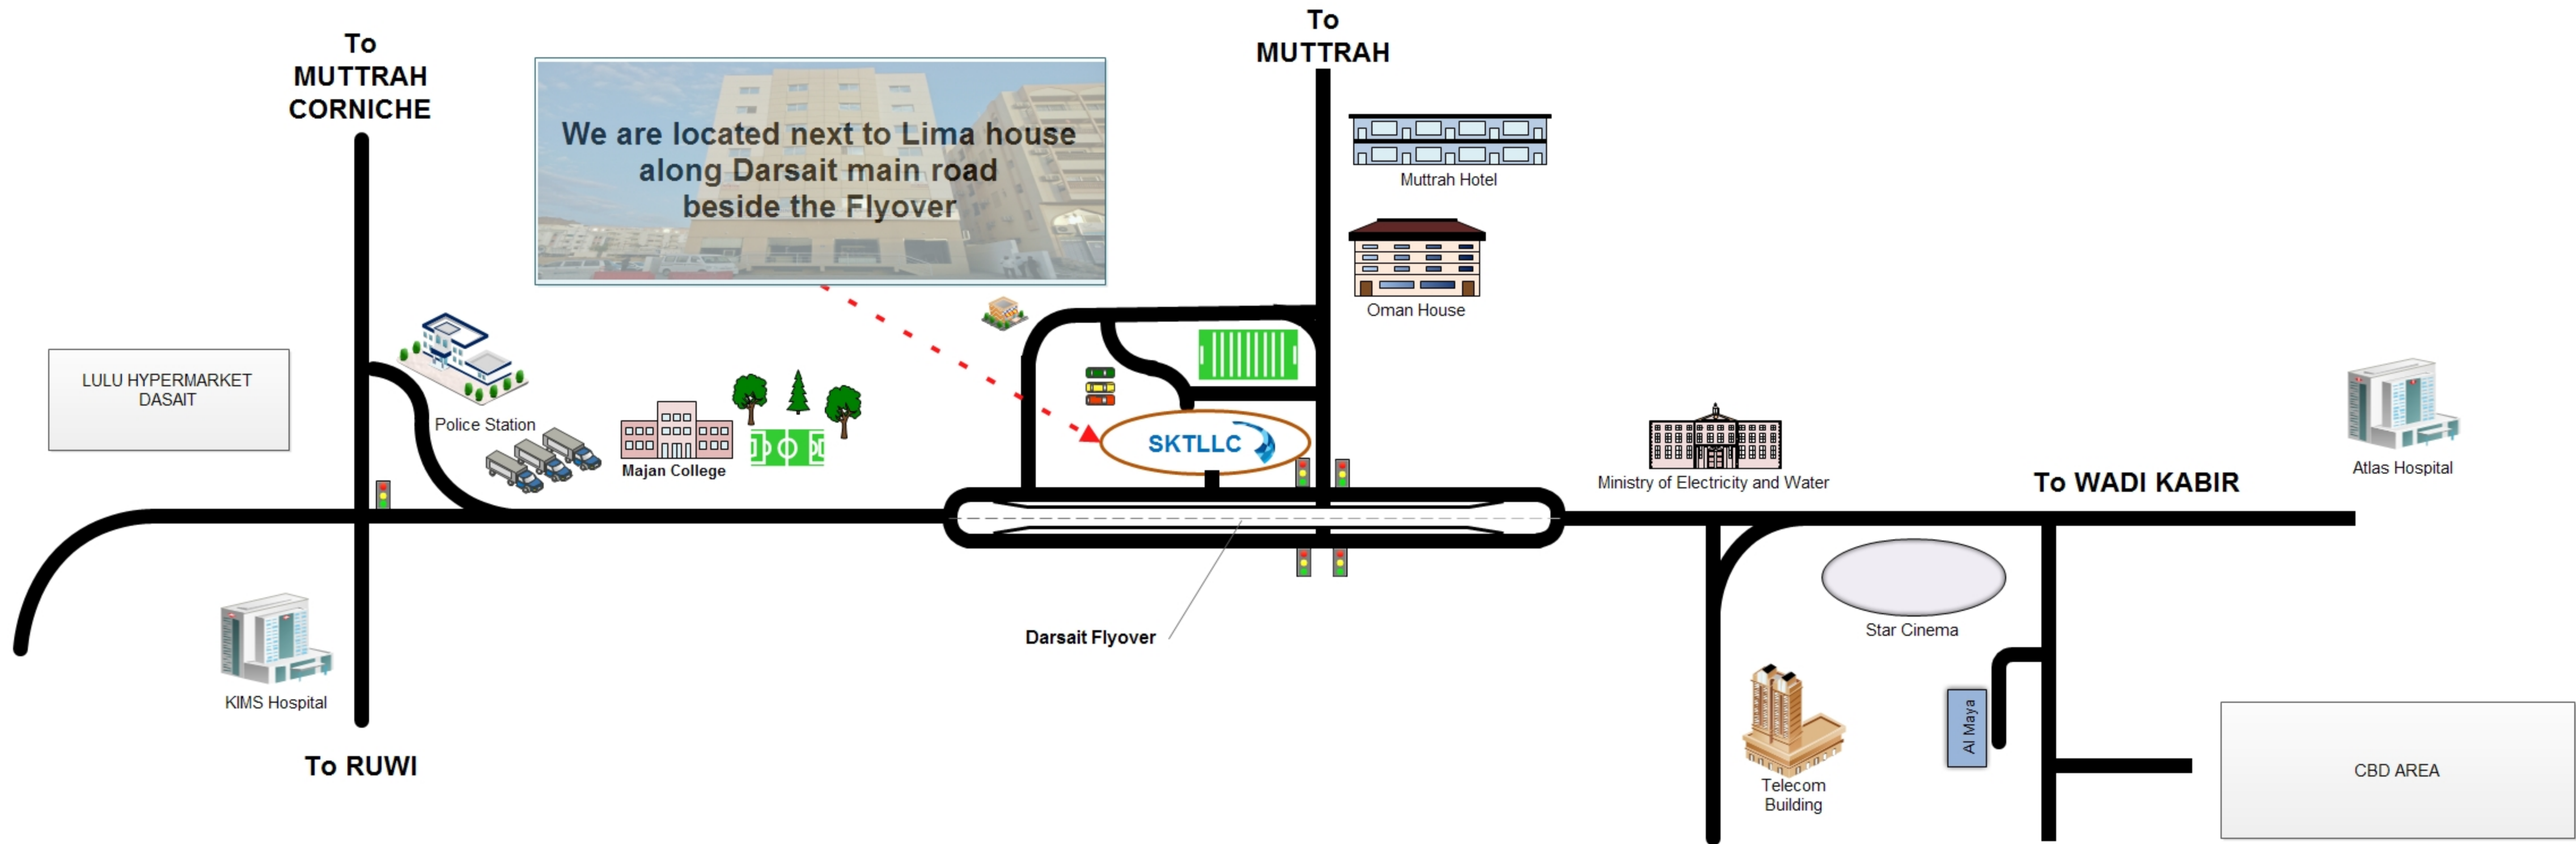 To
MUTTRAH
CORNICHE
We are located next to Lima house
along Darsait main road
beside the Flyover
To
MUTTRAH
Muttrah Hotel
Oman House
LULU HYPERMARKET
DASAIT
Police Station
Majan College
SKTLLC
Ministry of Electricity and Water
To WADI KABIR
Atlas Hospital
Darsait Flyover
Star Cinema
KIMS Hospital
To RUWI
Al Maya
Telecom
Building
CBD AREA